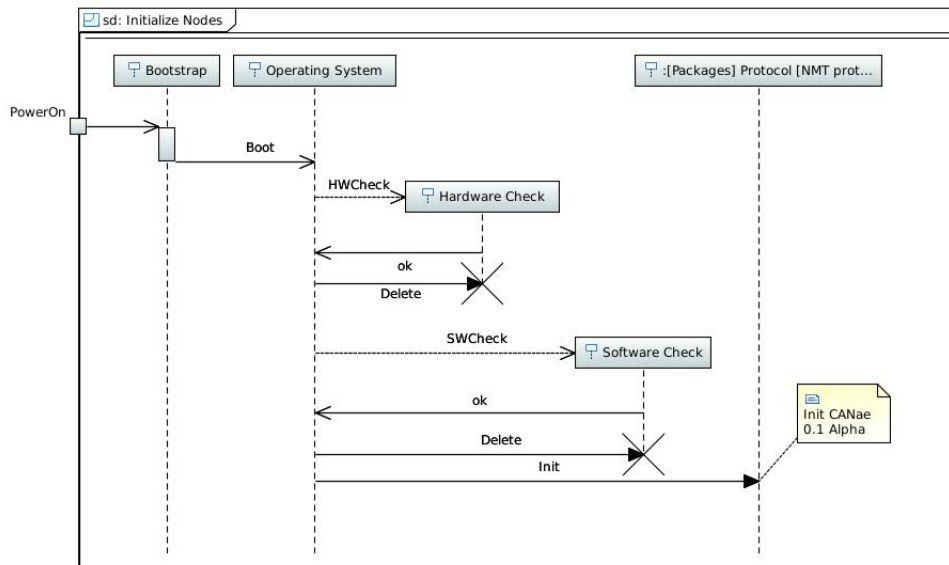 sd: Initialize Nodes
Bootstrap
Operating System
:[Packages] Protocol [NMT prot...
PowerOn
Boot
HWCheck
Hardware Check
ok
Delete
SWCheck
Software Check
ok
Init CANae
0.1 Alpha
Delete
Init